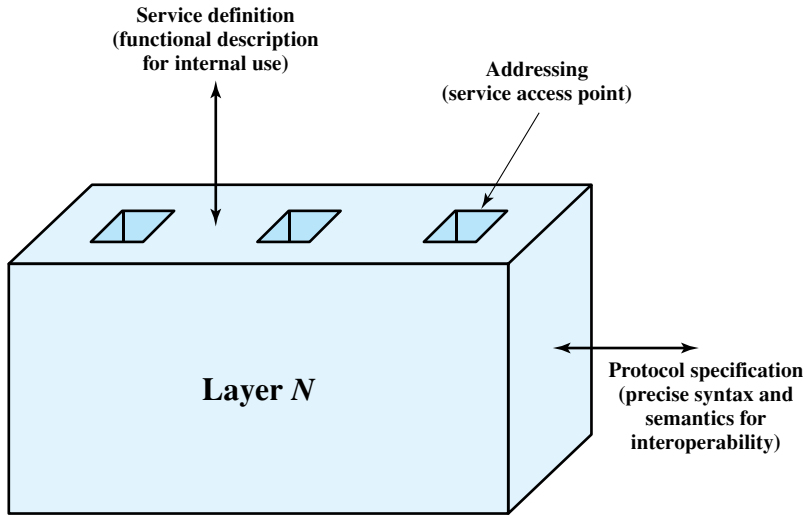 Service definition
(functional description
for internal use)
Addressing
(service access point)
Layer N
Protocol specification
(precise syntax and
semantics for
interoperability)